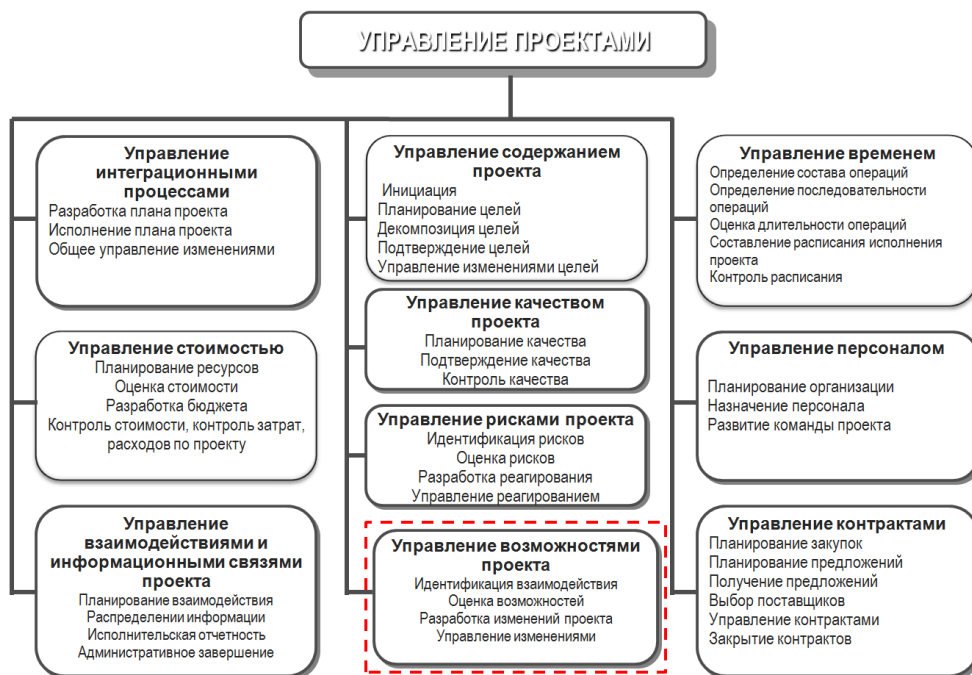 УПРАВЛЕНИЕ ПРОЕКТАМИ
Управление
интеграционными
процессами
Разработка плана проекта
Исполнение плана проекта
Общее управление изменениями
Управление стоимостью
Планирование ресурсов
Оценка стоимости
Разработка бюджета
Контроль стоимости, контроль затрат,
расходов по проекту
Управление
взаимодействиями и
информационными связями
проекта
Планирование взаимодействия
Распределении информации
Исполнительская отчетность
Административное завершение
Управление содержанием
проекта
Инициация
Планирование целей
Декомпозиция целей
Подтверждение целей
Управление изменениями целей
Управление качеством
проекта
Планирование качества
Подтверждение качества
Контроль качества
Управление рисками проекта
Идентификация рисков
Оценка рисков
Разработка реагирования
Управление реагированием
Управление возможностями
проекта
Идентификация взаимодействия
Оценка возможностей
Разработка изменений проекта
Управление изменениями
Управление временем
Определение состава операций
Определение последовательности
операций
Оценка длительности операций
Составление расписания исполнения
проекта
Контроль расписания
Управление персоналом
Планирование организации
Назначение персонала
Развитие команды проекта
Управление контрактами
Планирование закупок
Планирование предложений
Получение предложений
Выбор поставщиков
Управление контрактами
Закрытие контрактов